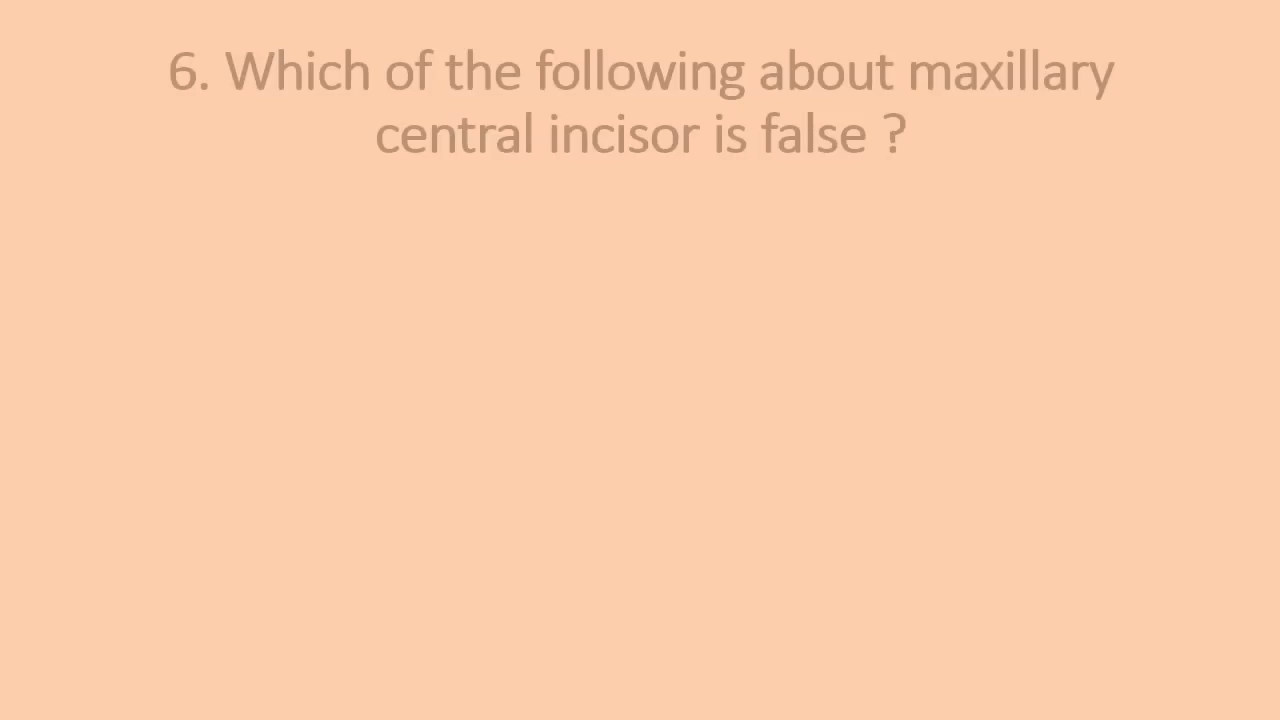 6. Which of the following about maxillary
central incisor is false ?